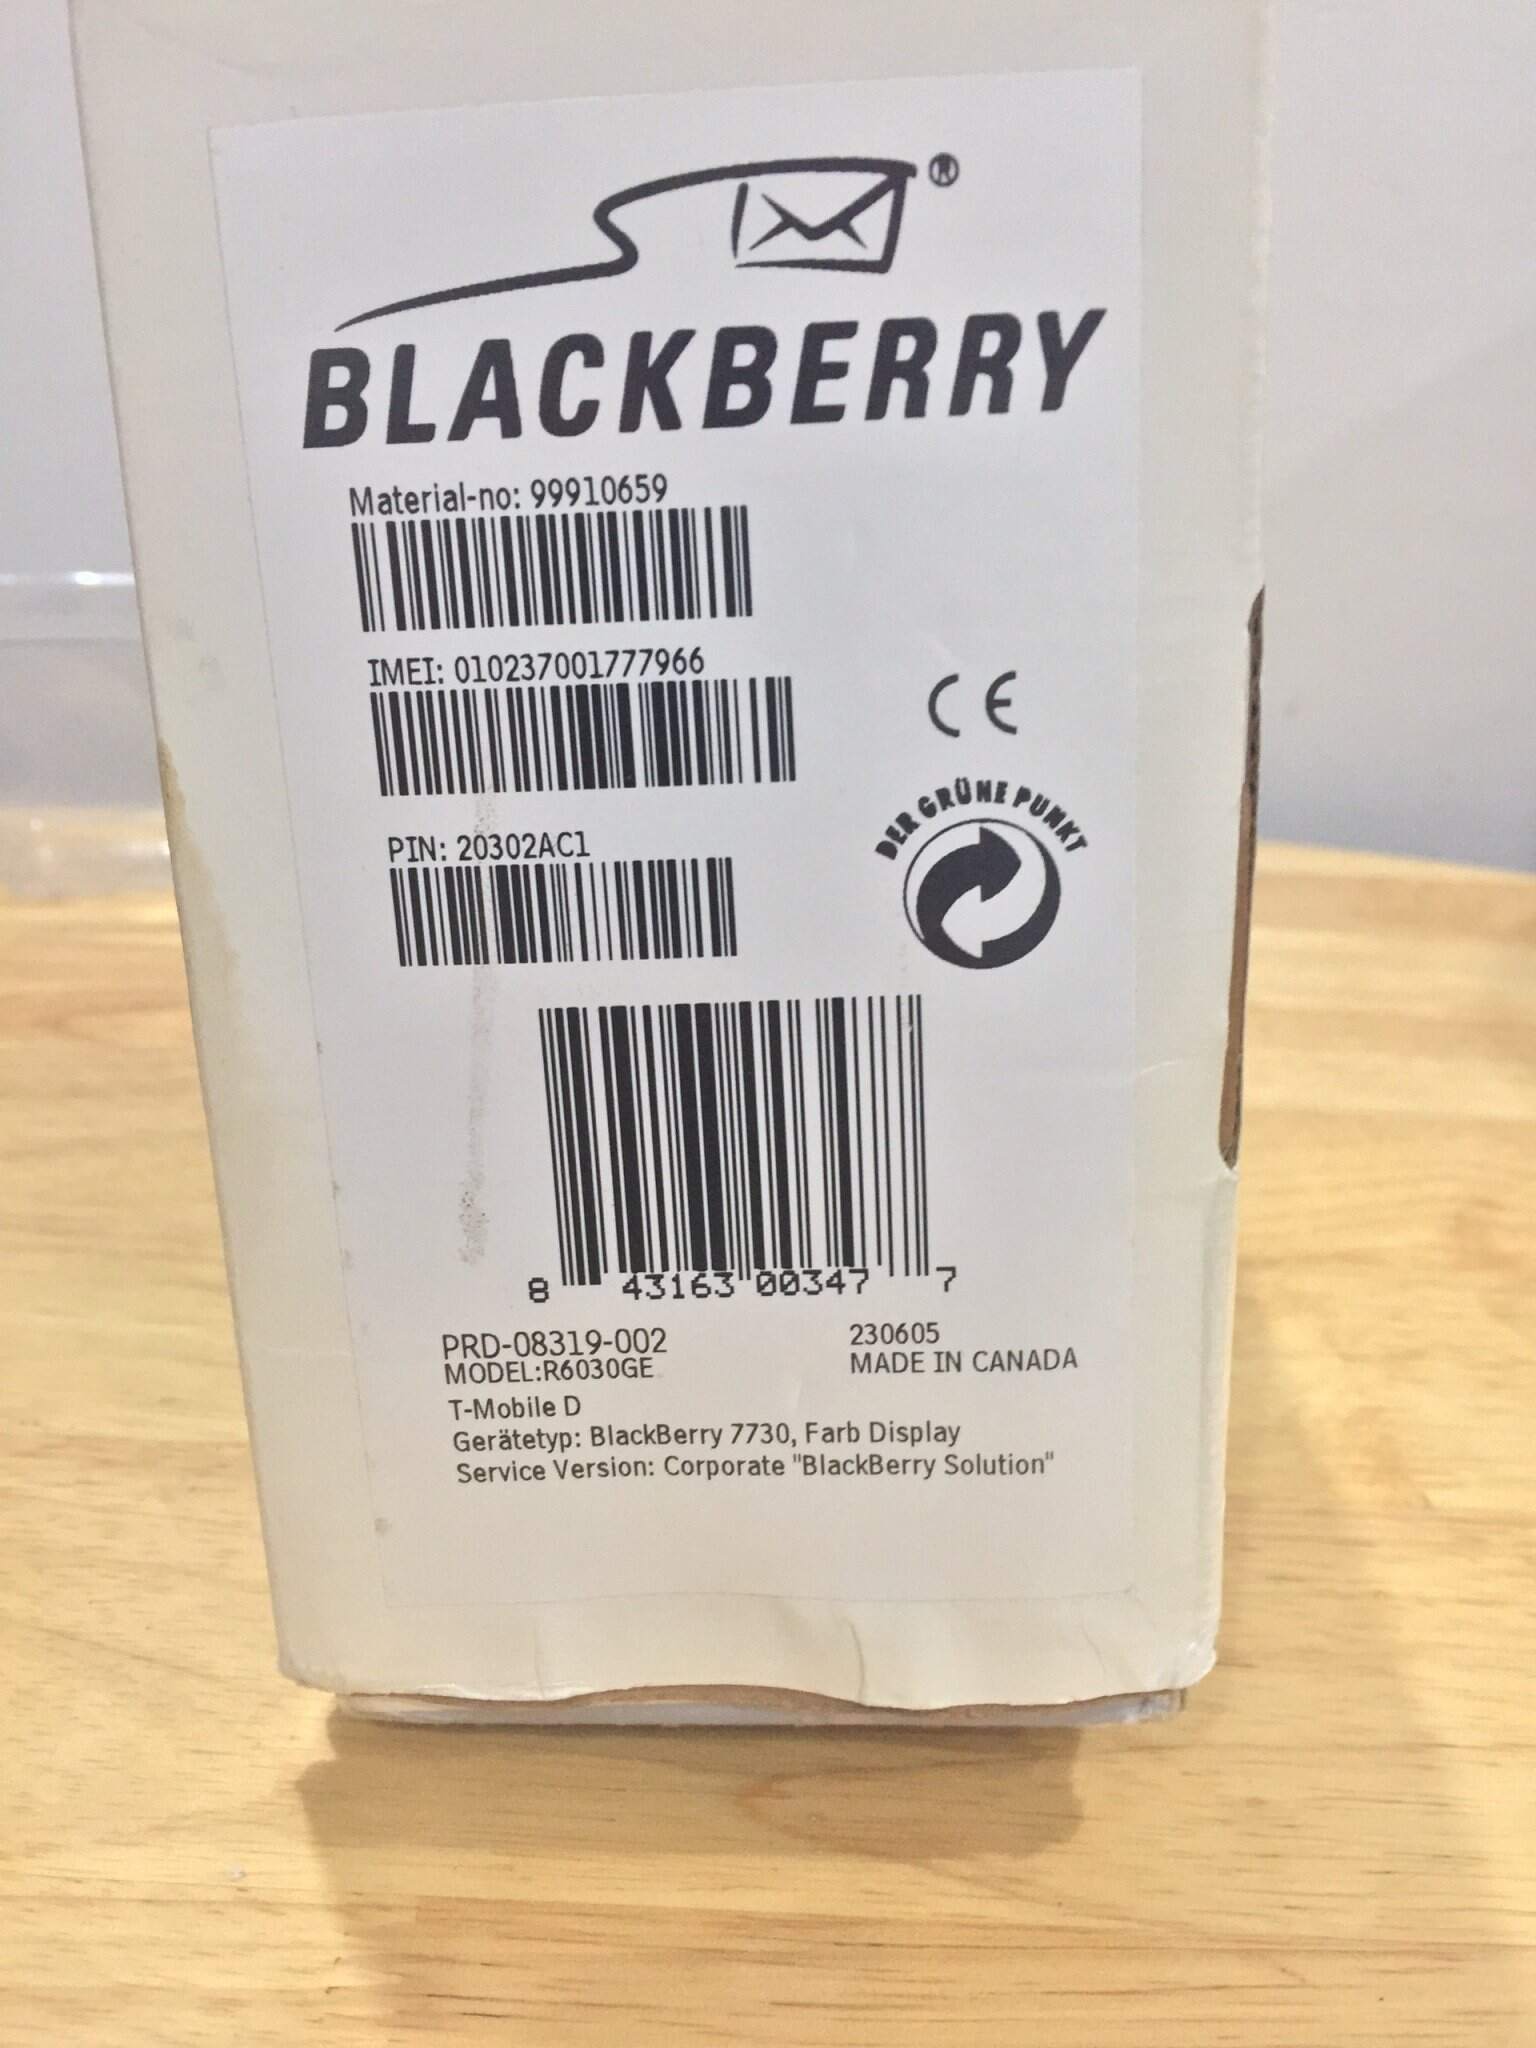 ®
BLACKBERRY
Material-no: 99910659
IMEI: 010237001777966
CE
DER GRÜNE PUNKT
PIN: 20302AC1
8 43163 00347 7
PRD-08319-002
MODEL:R6030GE
230605
MADE IN CANADA
T-Mobile D
Gerätetyp: BlackBerry 7730, Farb Display
Service Version: Corporate "BlackBerry Solution"